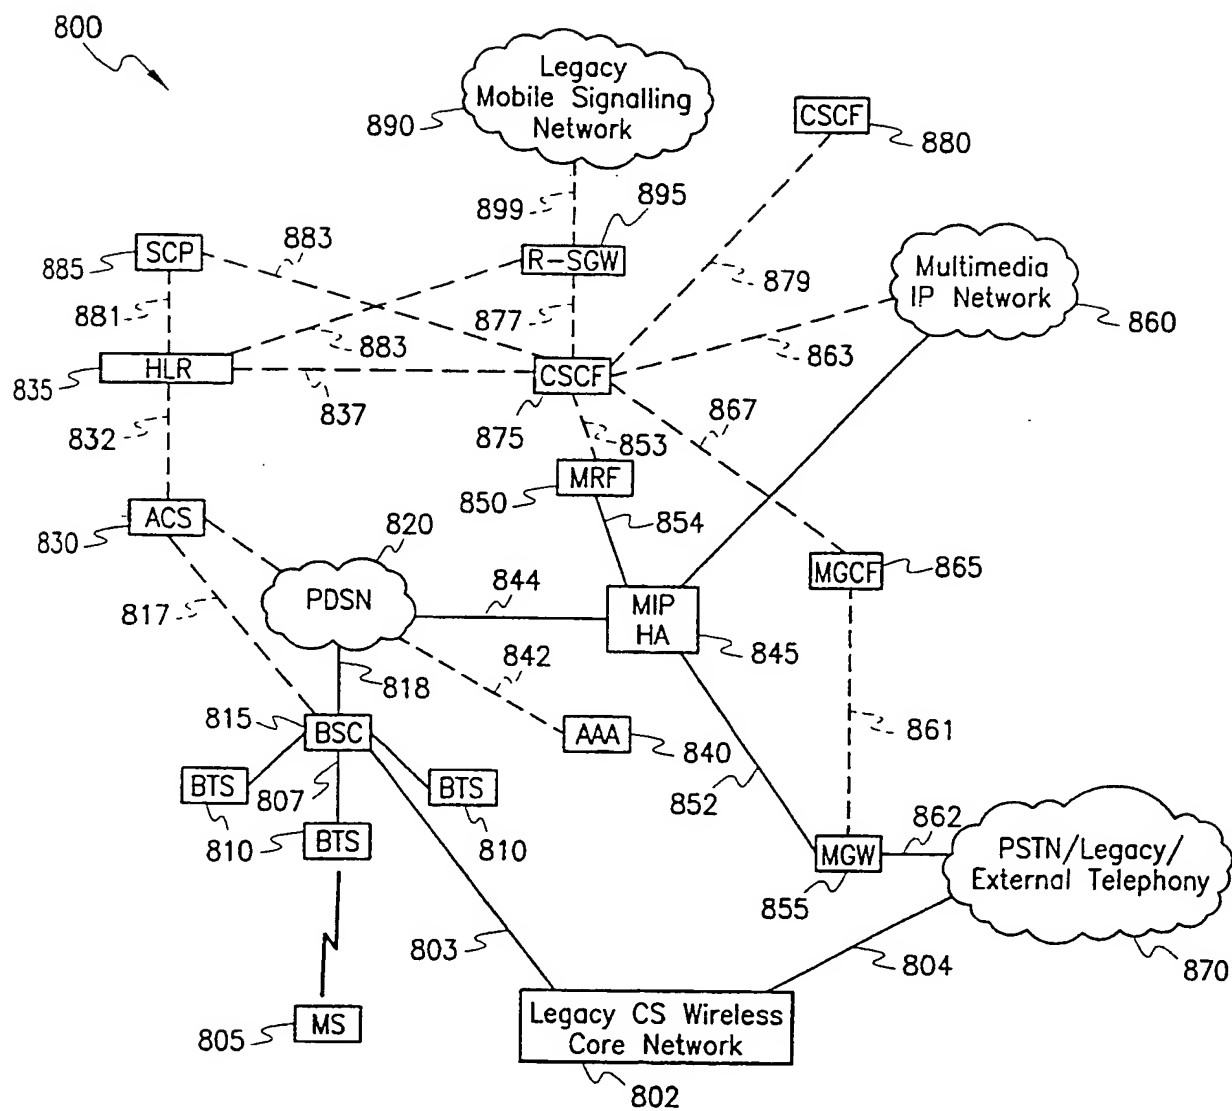 800
Legacy
Mobile Signalling
Network
890
CSCF
880
899
895
883
SCP
885
R-SGW
879
Multimedia
IP Network
881
877
860
883
863
HLR
835
CSCF
837
867
832
875
853
MRF
850
ACS
820
854
830
MGCF
865
PDSN
844
MIP
HA
817
842
845
818
815
BSC
AAA
840
861
BTS
807
BTS
852
862
810
BTS
810
MGW
PSTN/Legacy/
External Telephony
855
803
804
870
MS
805
Legacy CS Wireless
Core Network
802